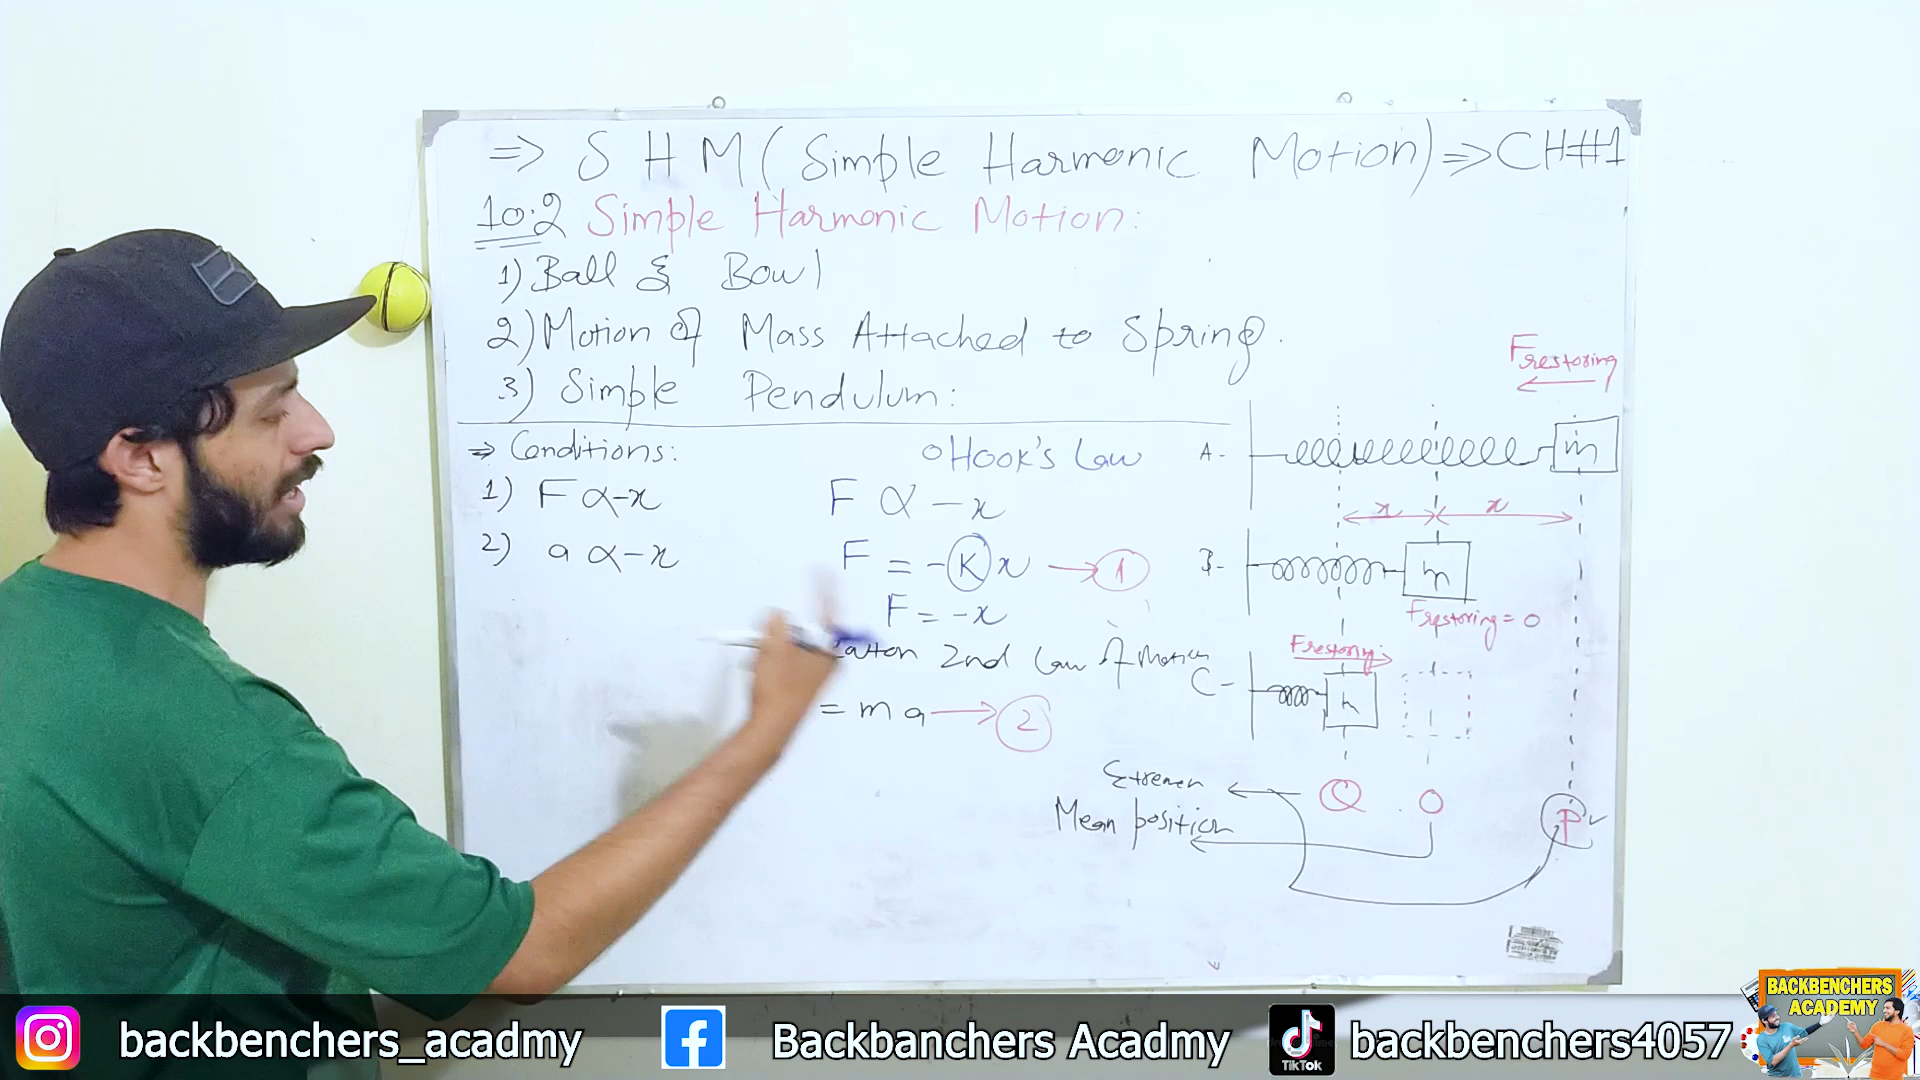 ⇒ SHM (Simple Harmonic Motion) ⇒ CH#1
10.2 Simple Harmonic Motion:
1) Ball & Bowl
2) Motion of Mass Attached to Spring.
3) Simple Pendulum:
⇒ Conditions:
1) F ∝ -x
2) a ∝ -x
Hook's Law
F ∝ -x
F = -Kx → 1
F = -x
2nd Law of Motion
= ma → 2
Frestoring
A- m
x x
B- m
Frestoring = 0
Frestoring
C-
Q O P
Mean position
backbenchers_acadmy
Backbanchers Acadmy
TikTok
backbenchers4057
BACKBENCHERS
ACADEMY